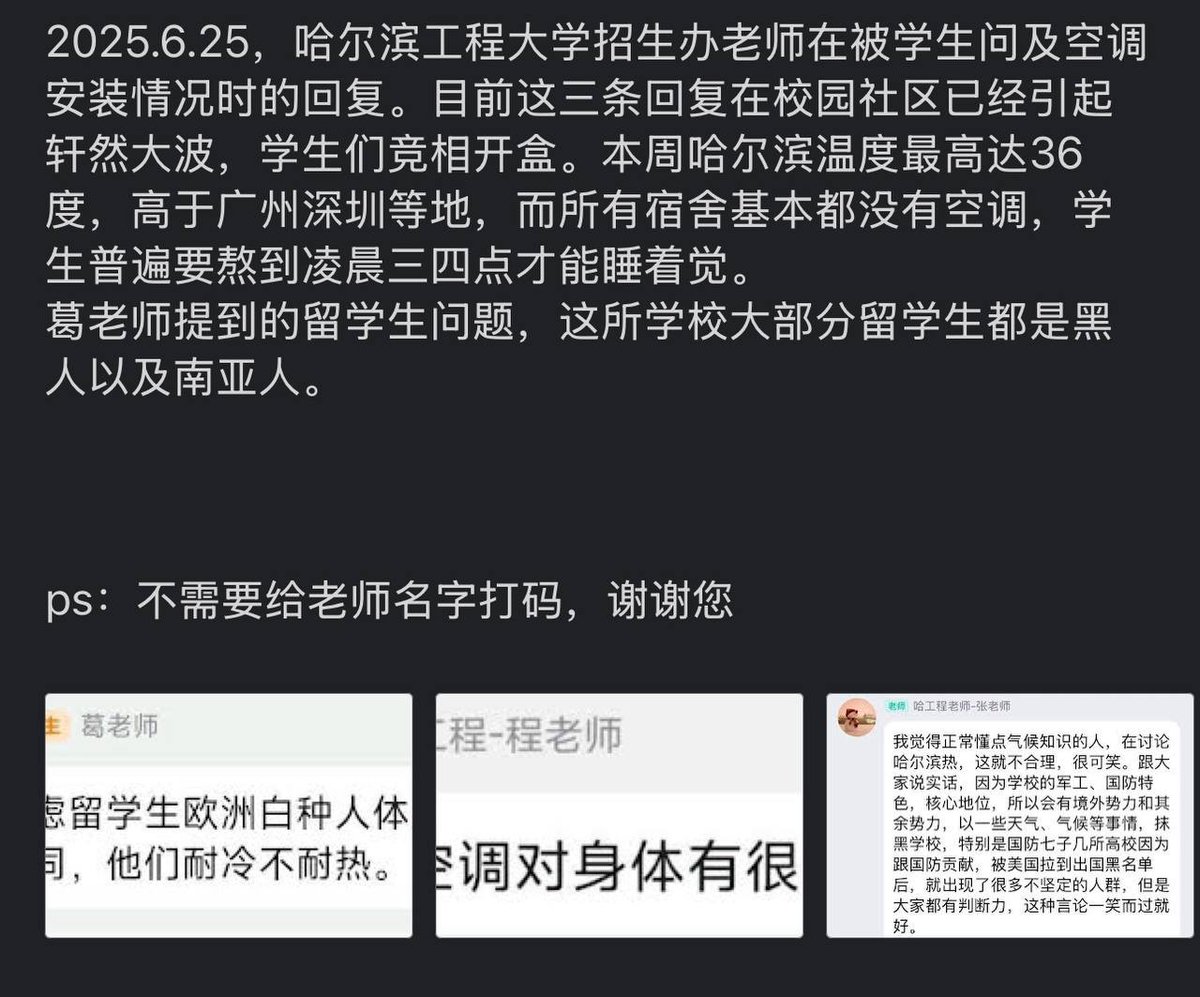 2025.6.25，哈尔滨工程大学招生办老师在被学生问及空调
安装情况时的回复。目前这三条回复在校园社区已经引起
轩然大波，学生们竞相开盒。本周哈尔滨温度最高达36
度，高于广州深圳等地，而所有宿舍基本都没有空调，学
生普遍要熬到凌晨三四点才能睡着觉。
葛老师提到的留学生问题，这所学校大部分留学生都是黑
人以及南亚人。
ps：不需要给老师名字打码，谢谢您
生 葛老师
虑留学生欧洲白种人体
同，他们耐冷不耐热。
工程-程老师
空调对身体有很
老师 哈工程老师-张老师
我觉得正常懂点气候知识的人，在讨论
哈尔滨热，这就不合理，很可笑。跟大
家说实话，因为学校的军工、国防特
色，核心地位，所以会有境外势力和其
余势力，以一些天气、气候等事情，抹
黑学校，特别是国防七子几所高校因为
跟国防贡献，被美国拉到出国黑名单
后，就出现了很多不坚定的人群，但是
大家都有判断力，这种言论一笑而过就
好。